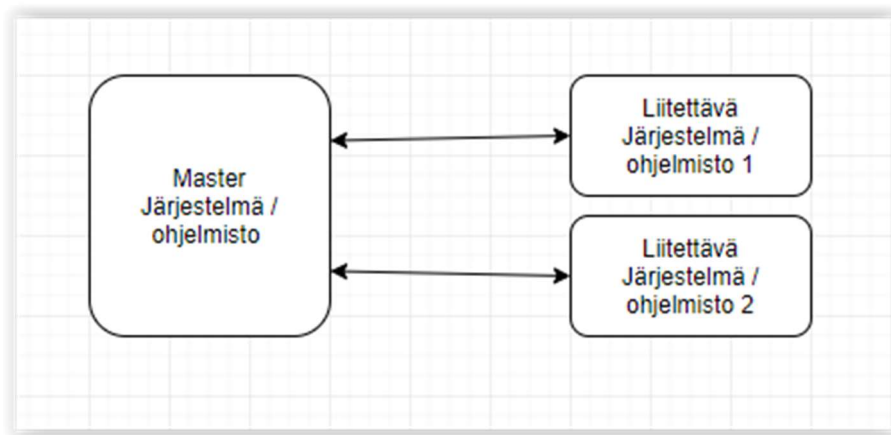 Master
Järjestelmä /
ohjelmisto
Liitettävä
Järjestelmä /
ohjelmisto 1
Liitettävä
Järjestelmä /
ohjelmisto 2